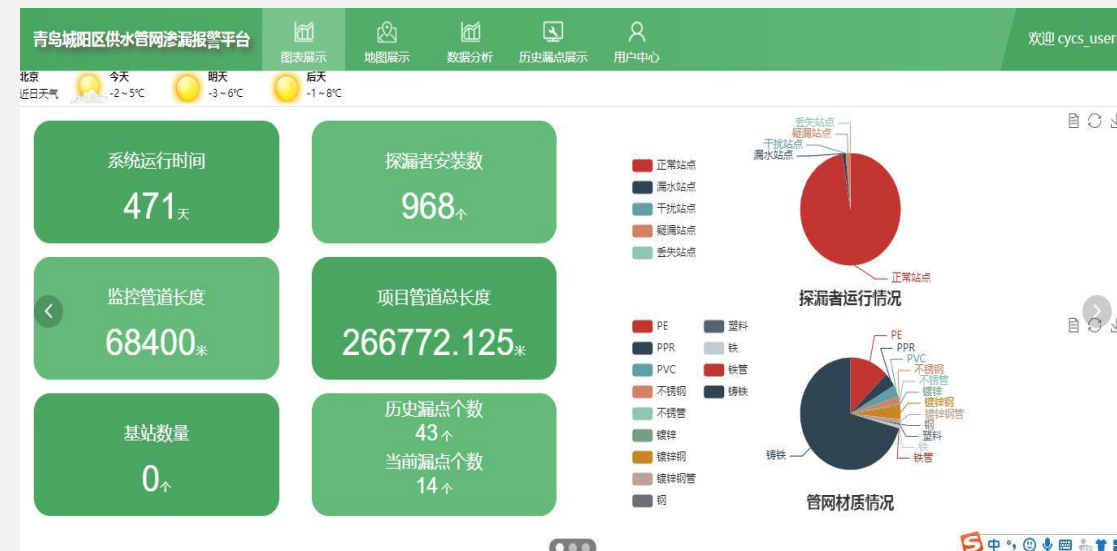 青岛城阳区供水管网渗漏报警平台
图表展示
地图展示
数据分析
历史漏点展示
用户中心
欢迎 cycs_user
北京
近日天气
今天
-2～5℃
明天
-3～6℃
后天
-1～8℃
系统运行时间
471天
探漏者安装数
968个
监控管道长度
68400米
项目管道总长度
266772.125米
基站数量
0个
历史漏点个数
43个
当前漏点个数
14个
正常站点
漏水站点
干扰站点
疑漏站点
丢失站点
丢失站点
疑漏站点
干扰站点
漏水站点
正常站点
探漏者运行情况
PE
PPR
PVC
不锈钢
不锈管
镀锌
镀锌钢
镀锌钢管
钢
塑料
铁
铁管
铸铁
PE
PPR
PVC
不锈钢
不锈管
镀锌
镀锌钢
镀锌钢管
钢
塑料
铁
铁管
铸铁
管网材质情况
中